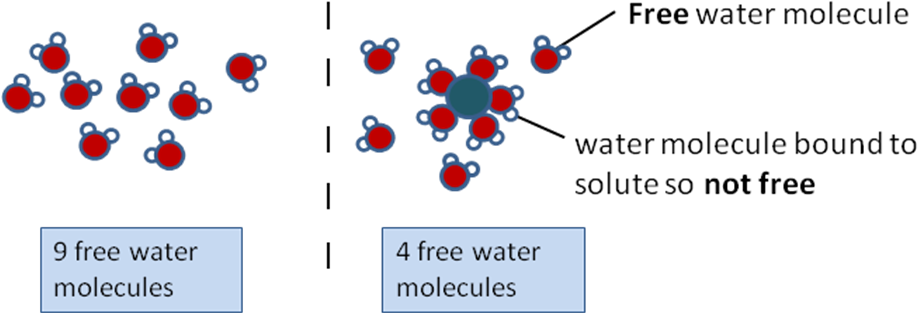 Free water molecule
water molecule bound to
solute so not free
9 free water
molecules
4 free water
molecules